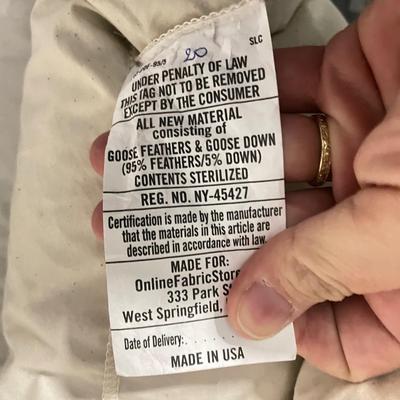 SLC
20
UNDER PENALTY OF LAW
THIS TAG NOT TO BE REMOVED
EXCEPT BY THE CONSUMER
ALL NEW MATERIAL
consisting of
GOOSE FEATHERS & GOOSE DOWN
(95% FEATHERS/5% DOWN)
CONTENTS STERILIZED
REG. NO. NY-45427
Certification is made by the manufacturer
that the materials in this article are
described in accordance with law.
MADE FOR:
OnlineFabricStore
333 Park
West Springfield,
Date of Delivery:. . . . . . .
MADE IN USA